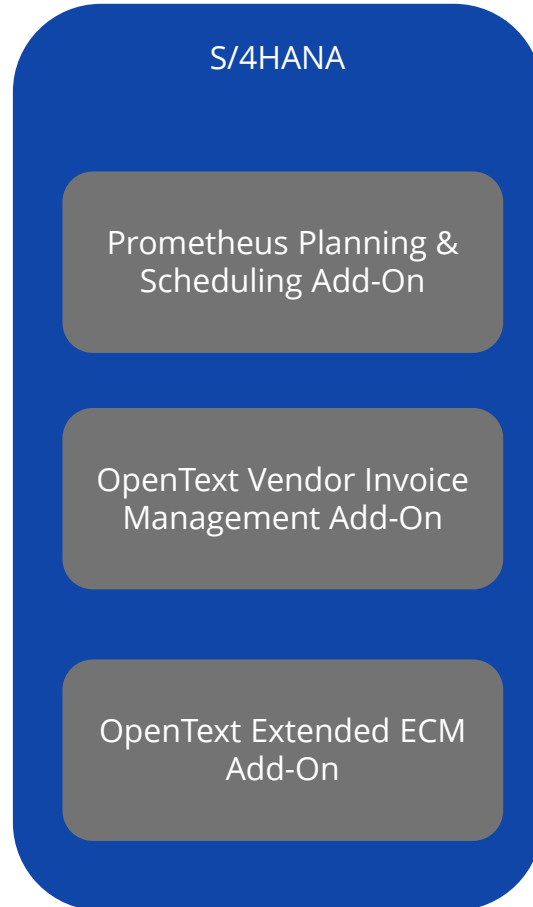 S/4HANA
Prometheus Planning &
Scheduling Add-On
OpenText Vendor Invoice
Management Add-On
OpenText Extended ECM
Add-On